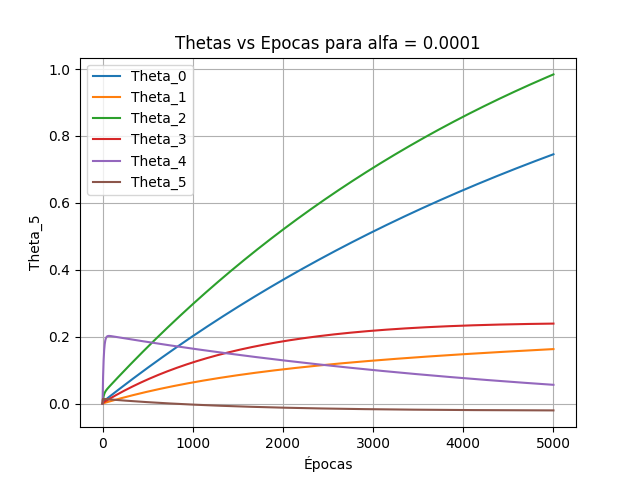 Thetas vs Epocas para alfa = 0.0001
Theta_0
Theta_1
Theta_2
Theta_3
Theta_4
Theta_5
1.0
0.8
0.6
0.4
0.2
0.0
Theta_5
0 1000 2000 3000 4000 5000
Épocas